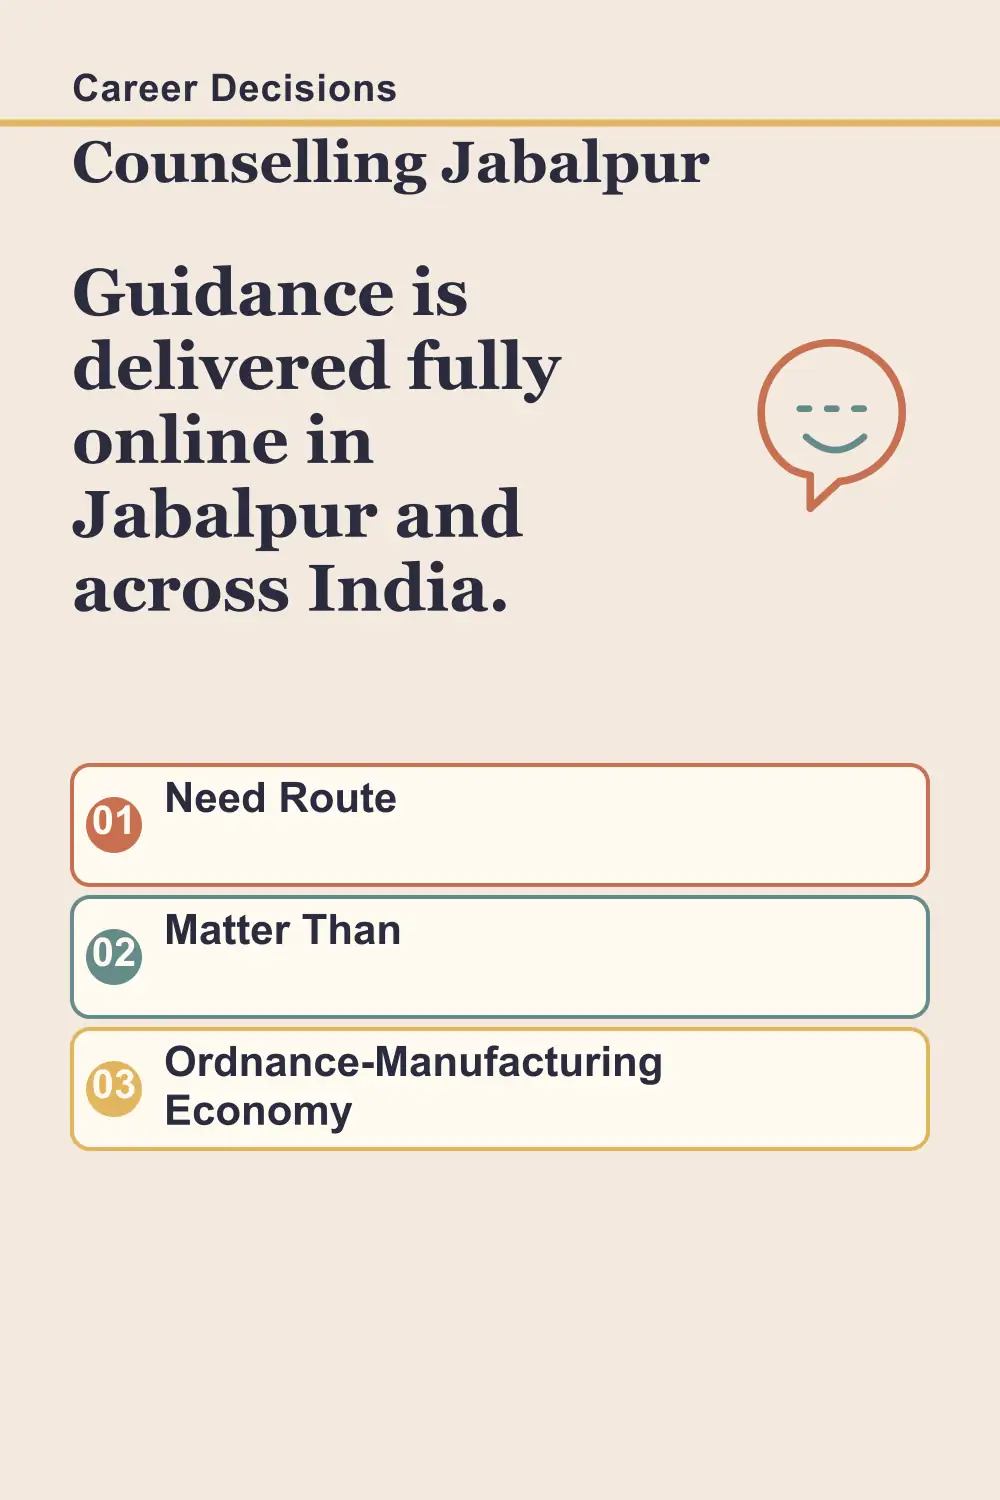 Career Decisions
Counselling Jabalpur
Guidance is
delivered fully
online in
Jabalpur and
across India.
01
Need Route
02
Matter Than
03
Ordnance-Manufacturing
Economy